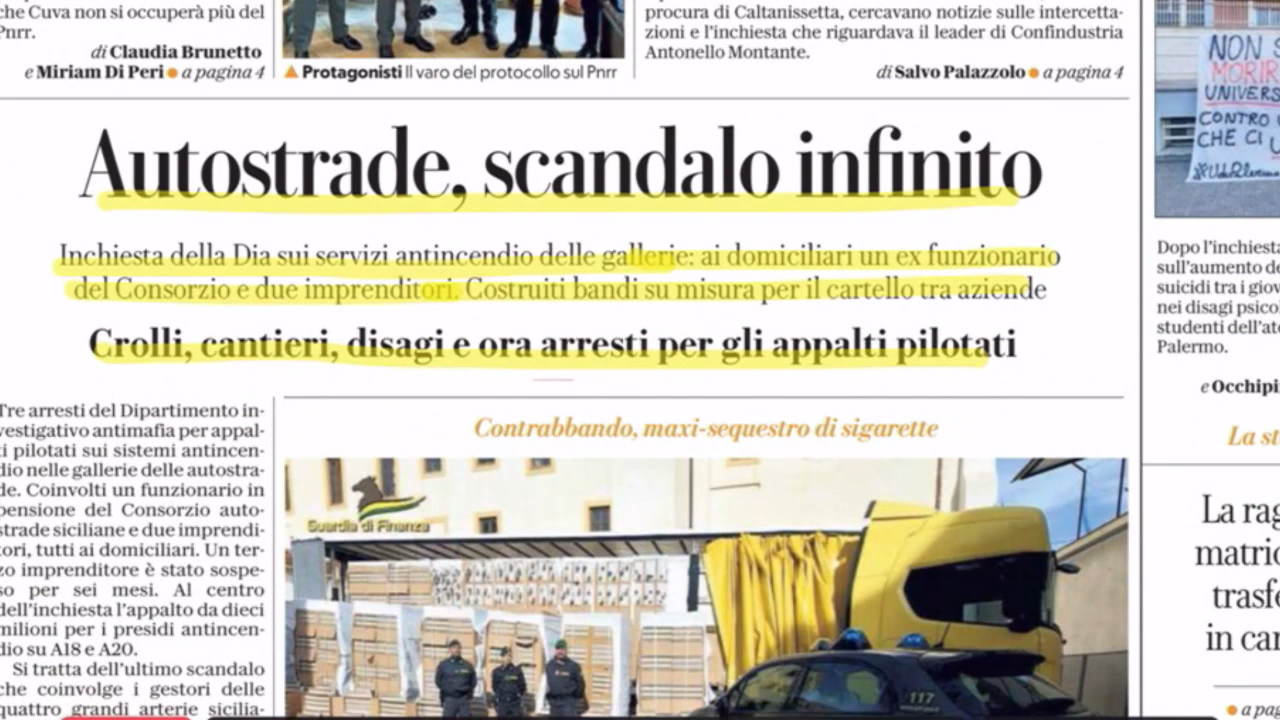 che Cuva non si occuperà più del
Pnrr.
di Claudia Brunetto
e Miriam Di Peri ● a pagina 4
▲ Protagonisti Il varo del protocollo sul Pnrr
procura di Caltanissetta, cercavano notizie sulle intercetta-
zioni e l'inchiesta che riguardava il leader di Confindustria
Antonello Montante.
di Salvo Palazzolo ● a pagina 4
Autostrade, scandalo infinito
Inchiesta della Dia sui servizi antincendio delle gallerie: ai domiciliari un ex funzionario
del Consorzio e due imprenditori. Costruiti bandi su misura per il cartello tra aziende
Crolli, cantieri, disagi e ora arresti per gli appalti pilotati
Tre arresti del Dipartimento in-
vestigativo antimafia per appal-
ti pilotati sui sistemi antincen-
dio nelle gallerie delle autostra-
de. Coinvolti un funzionario in
pensione del Consorzio auto-
strade siciliane e due imprendi-
tori, tutti ai domiciliari. Un ter-
zo imprenditore è stato sospe-
so per sei mesi. Al centro
dell'inchiesta l'appalto da dieci
milioni per i presidi antincen-
dio su A18 e A20.
Si tratta dell'ultimo scandalo
che coinvolge i gestori delle
quattro grandi arterie sicilia-
Contrabbando, maxi-sequestro di sigarette
Guardia di Finanza
117
NON S
MORIR
UNIVERS
CONTRO
CHE CI
Dopo l'inchiesta
sull'aumento de
suicidi tra i giov
nei disagi psicol
studenti dell'ate
Palermo.
e Occhipi
La st
La rag
matric
trasfe
in car
● a pag